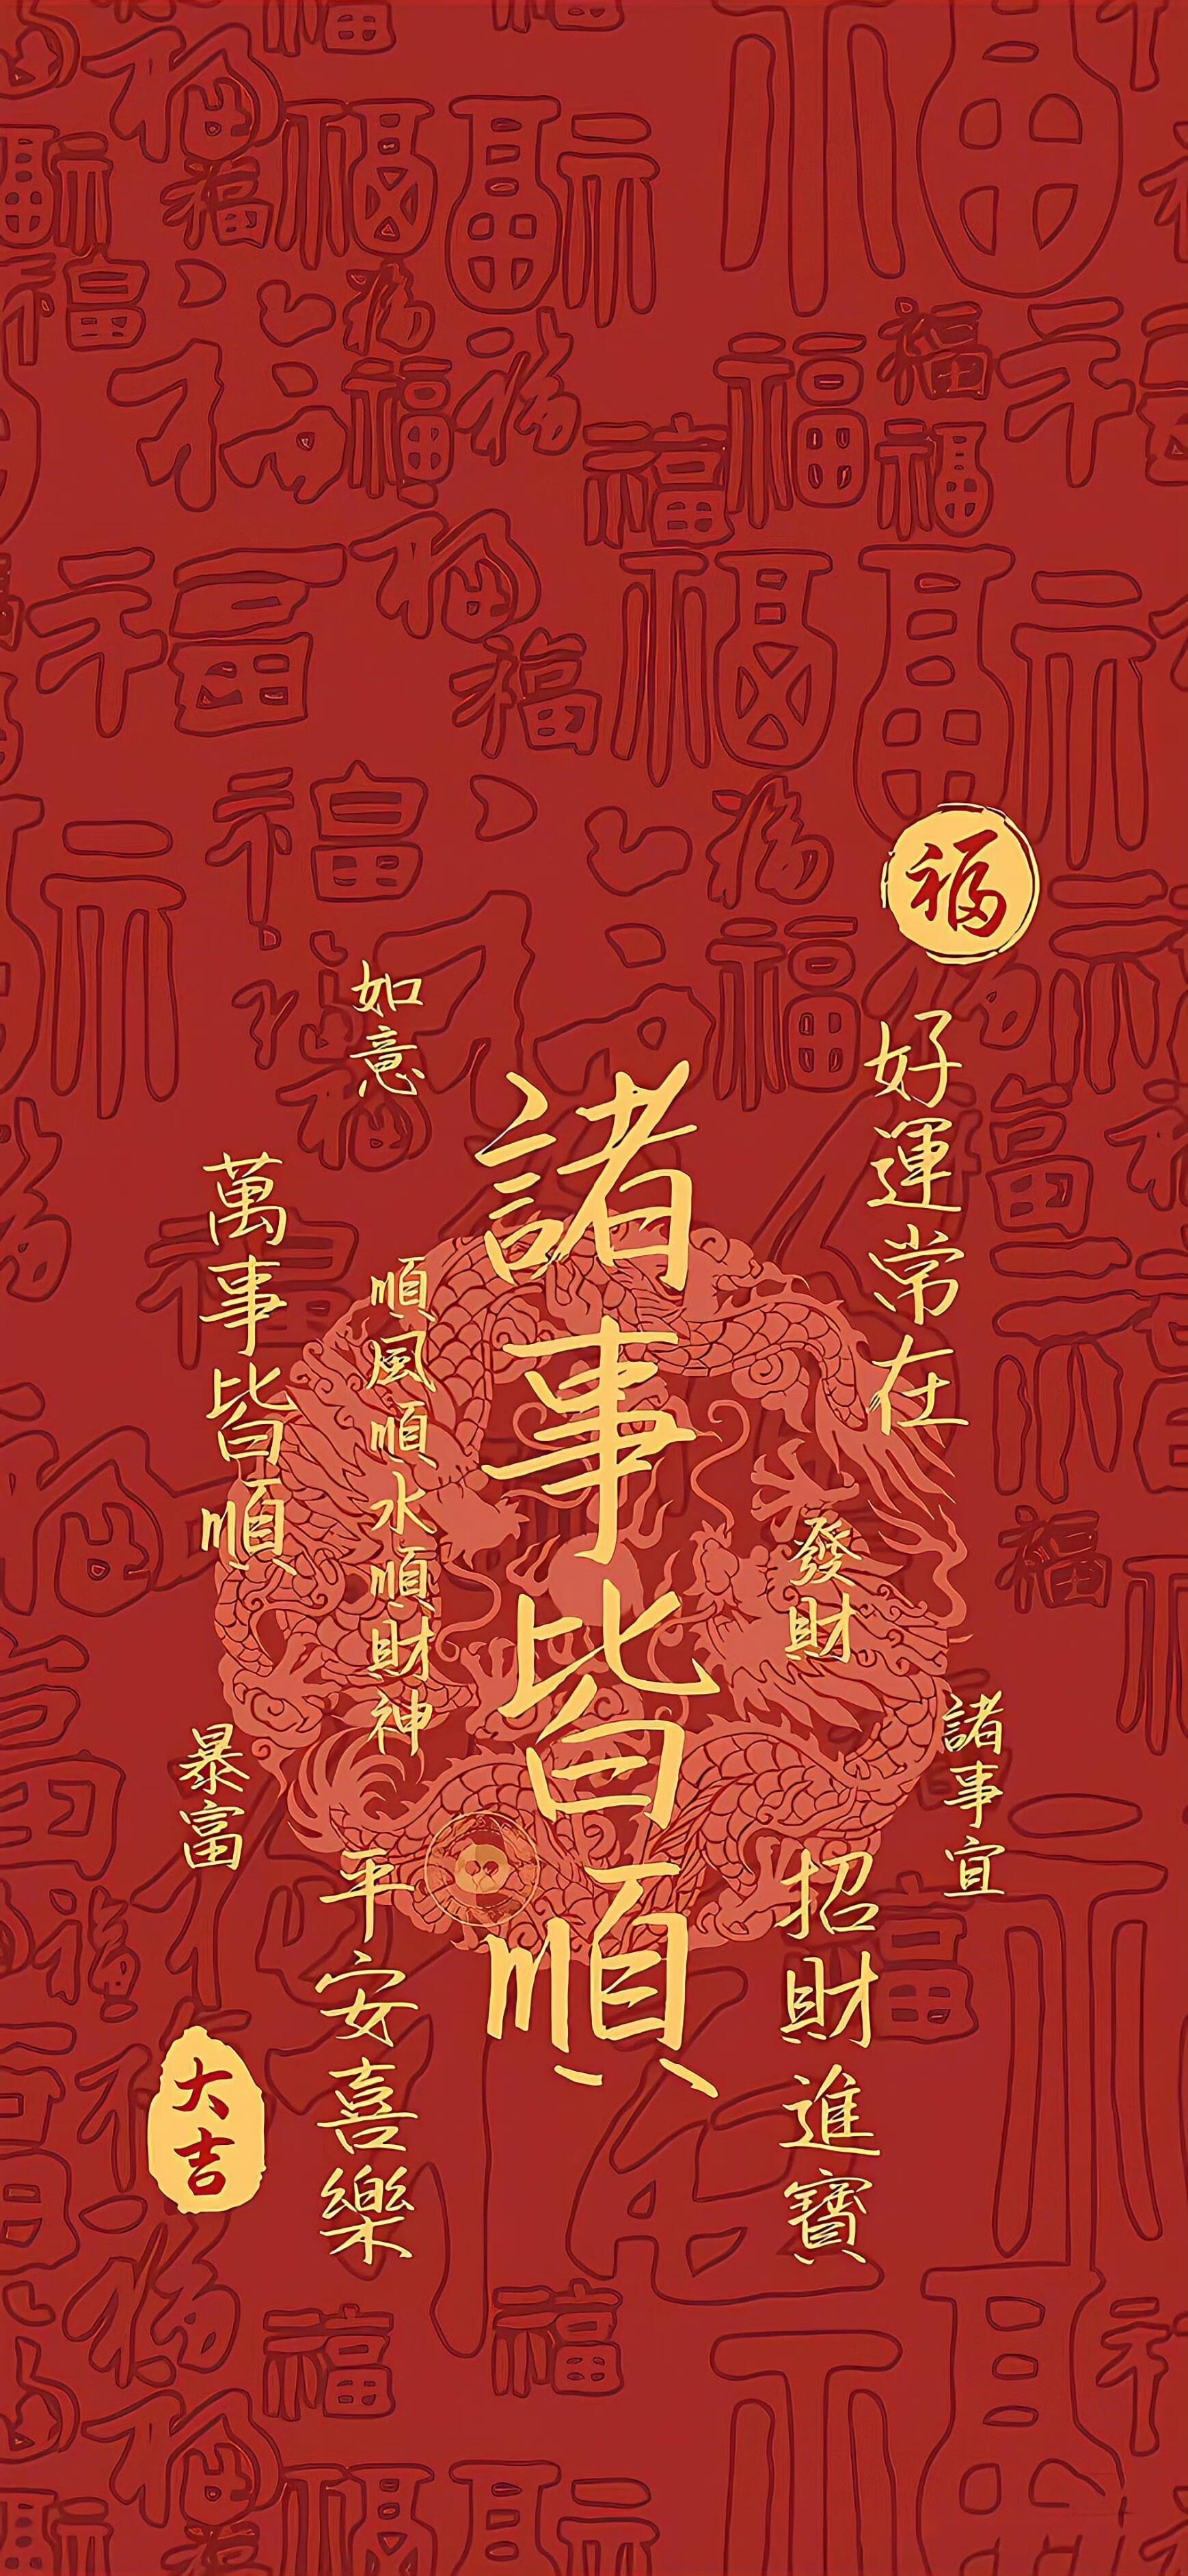 福
好運常在
諸事宜
發財
招財進寶
諸事皆順
如意
順風順水順財神
平安喜樂
萬事皆順
暴富
大吉